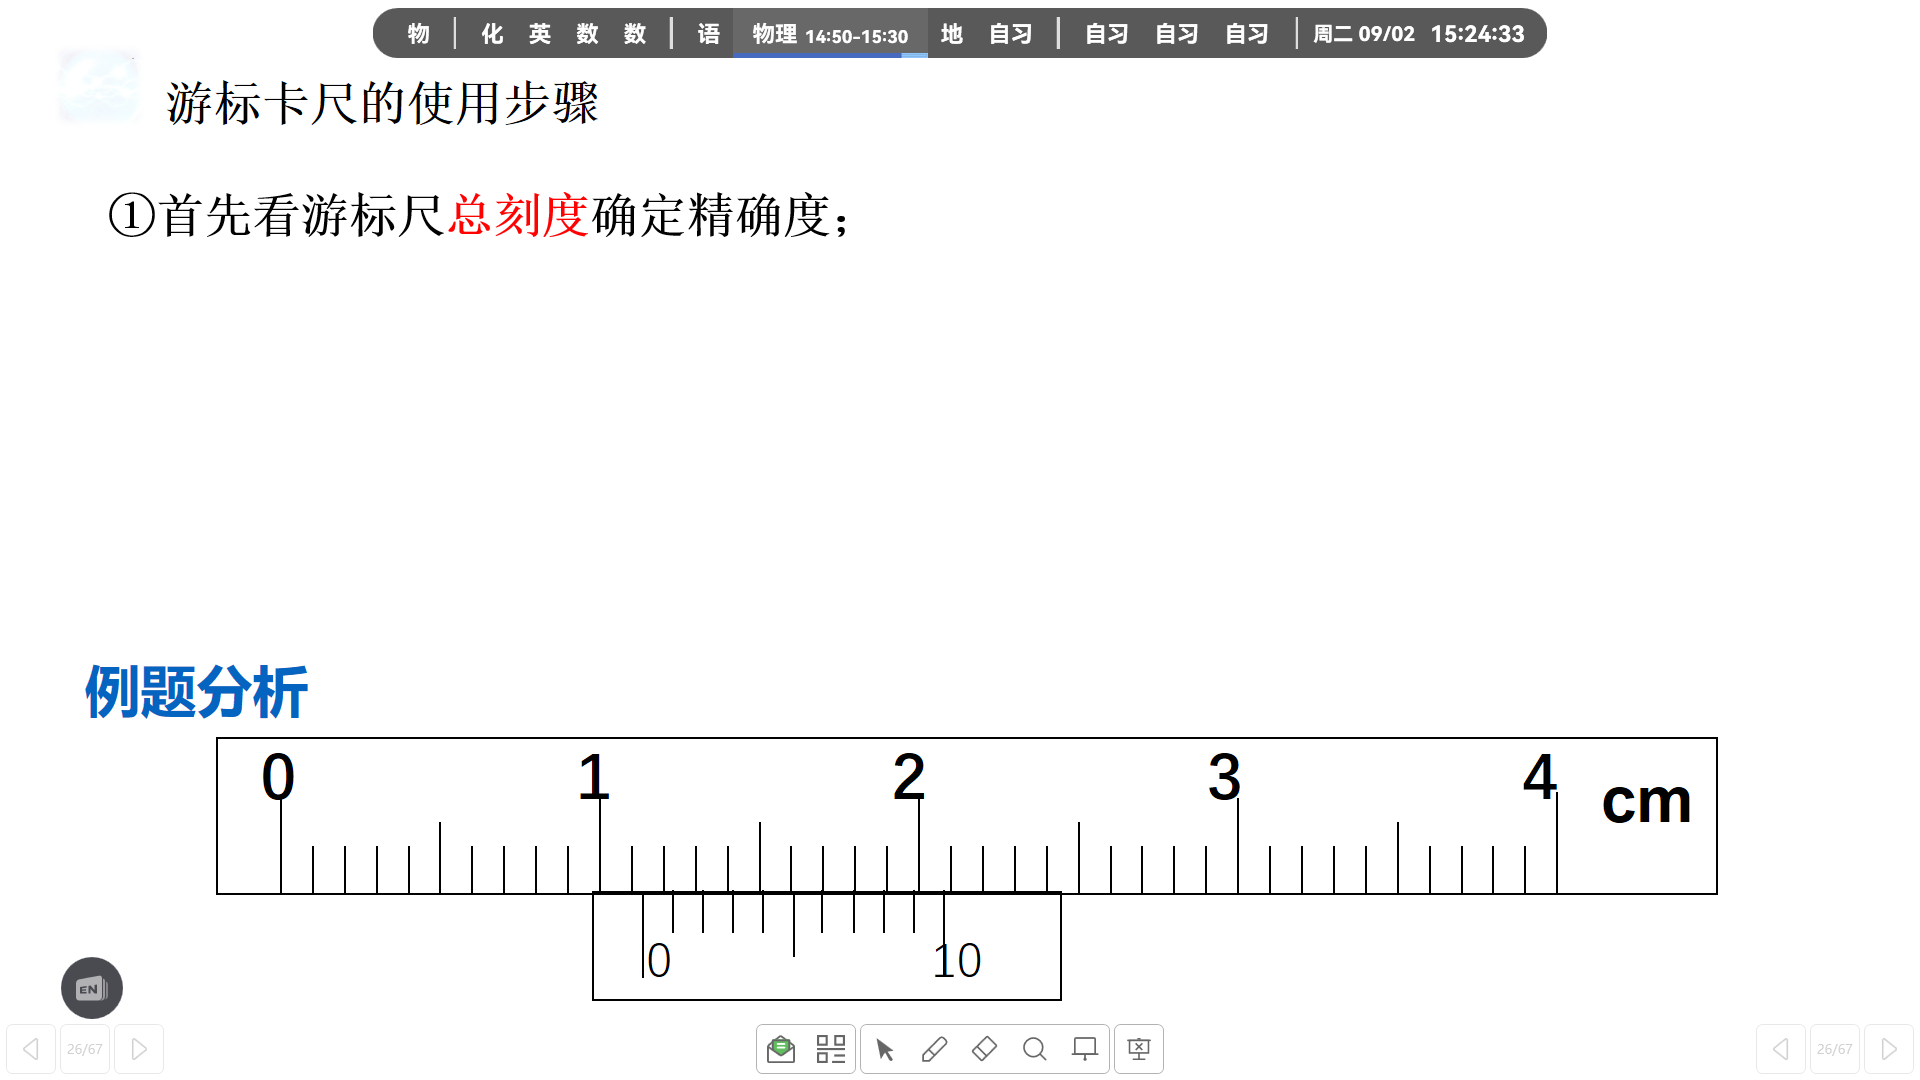 物 | 化 英 数 数 | 语 物理 14:50-15:30 地 自习 | 自习 自习 自习 | 周二 09/02 15:24:33
游标卡尺的使用步骤
①首先看游标尺总刻度确定精确度；
例题分析
0 1 2 3 4 cm
0 10
EN
26/67 26/67